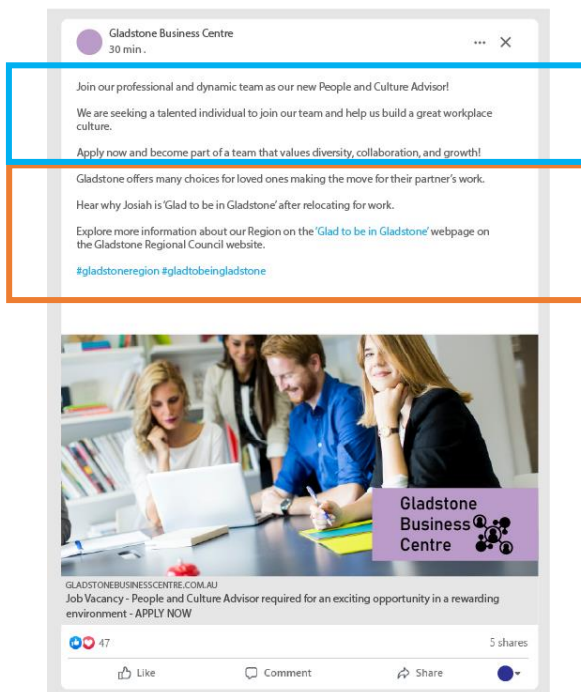 Gladstone Business Centre
30 min .
Join our professional and dynamic team as our new People and Culture Advisor!
We are seeking a talented individual to join our team and help us build a great workplace
culture.
Apply now and become part of a team that values diversity, collaboration, and growth!
Gladstone offers many choices for loved ones making the move for their partner's work.
Hear why Josiah is 'Glad to be in Gladstone' after relocating for work.
Explore more information about our Region on the 'Glad to be in Gladstone' webpage on
the Gladstone Regional Council website.
#gladstoneregion #gladtobeingladstone
Gladstone
Business
Centre
GLADSTONEBUSINESSCENTRE.COM.AU
Job Vacancy - People and Culture Advisor required for an exciting opportunity in a rewarding
environment - APPLY NOW
47
5 shares
Like Comment Share